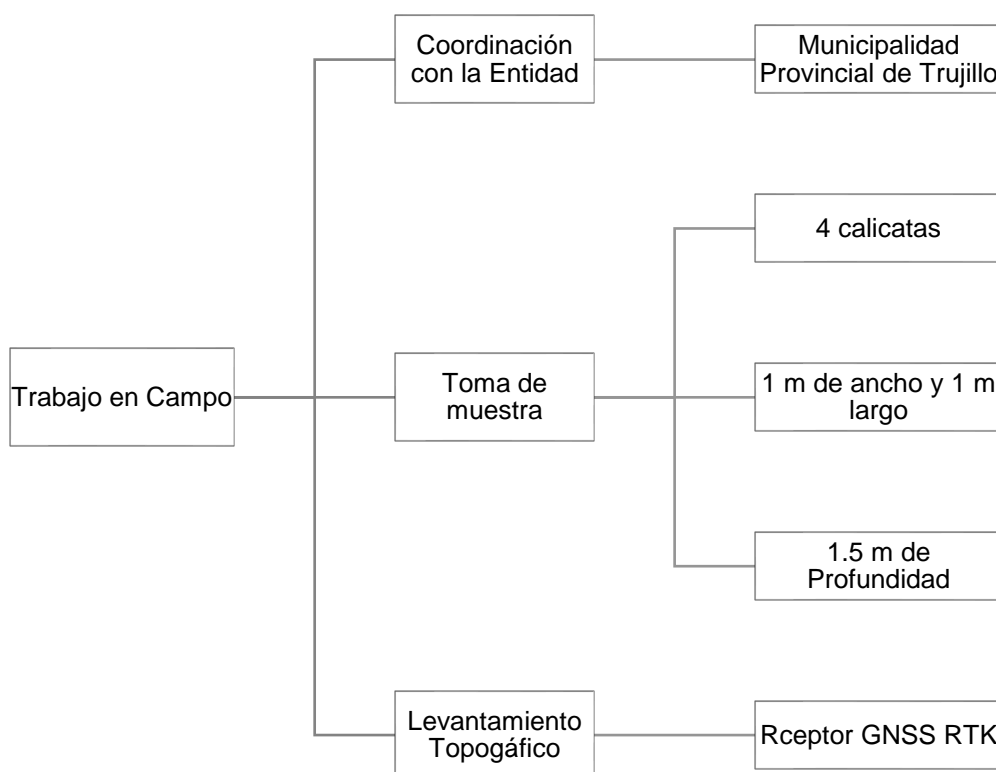 Coordinación
con la Entidad
Municipalidad
Provincial de Trujillo
4 calicatas
Trabajo en Campo
Toma de
muestra
1 m de ancho y 1 m
largo
1.5 m de
Profundidad
Levantamiento
Topogáfico
Rceptor GNSS RTK